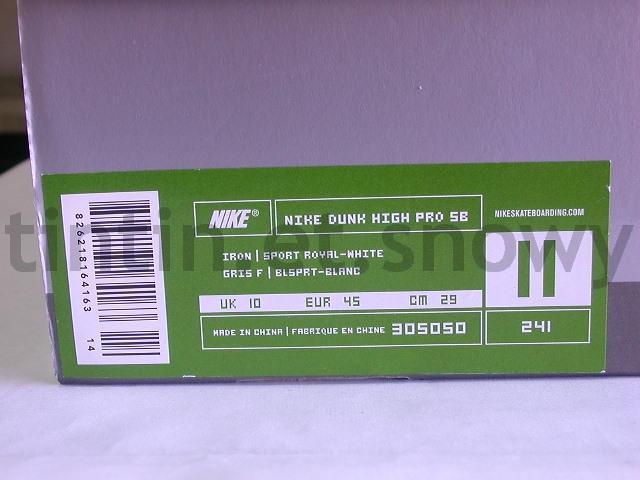 NIKE®
NIKE DUNK HIGH PRO SB
NIKESKATEBOARDING.COM
IRON | SPORT ROYAL-WHITE
GRIS F | BLSPRT-BLANC
UK 10 EUR 45 CM 29
11
MADE IN CHINA | FABRIQUE EN CHINE 305050
241
826218164163
14
tintin.et.snowy